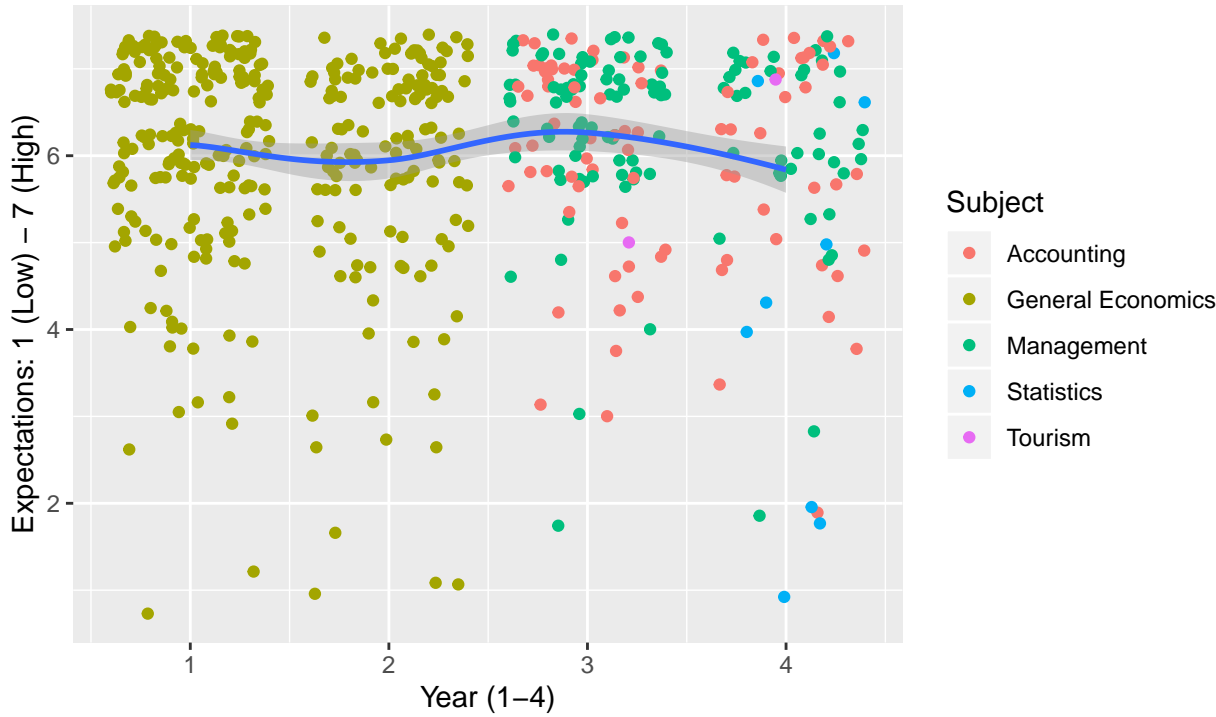 Expectations: 1 (Low) − 7 (High)
6
4
2
1
2
3
4
Year (1−4)
Subject
Accounting
General Economics
Management
Statistics
Tourism